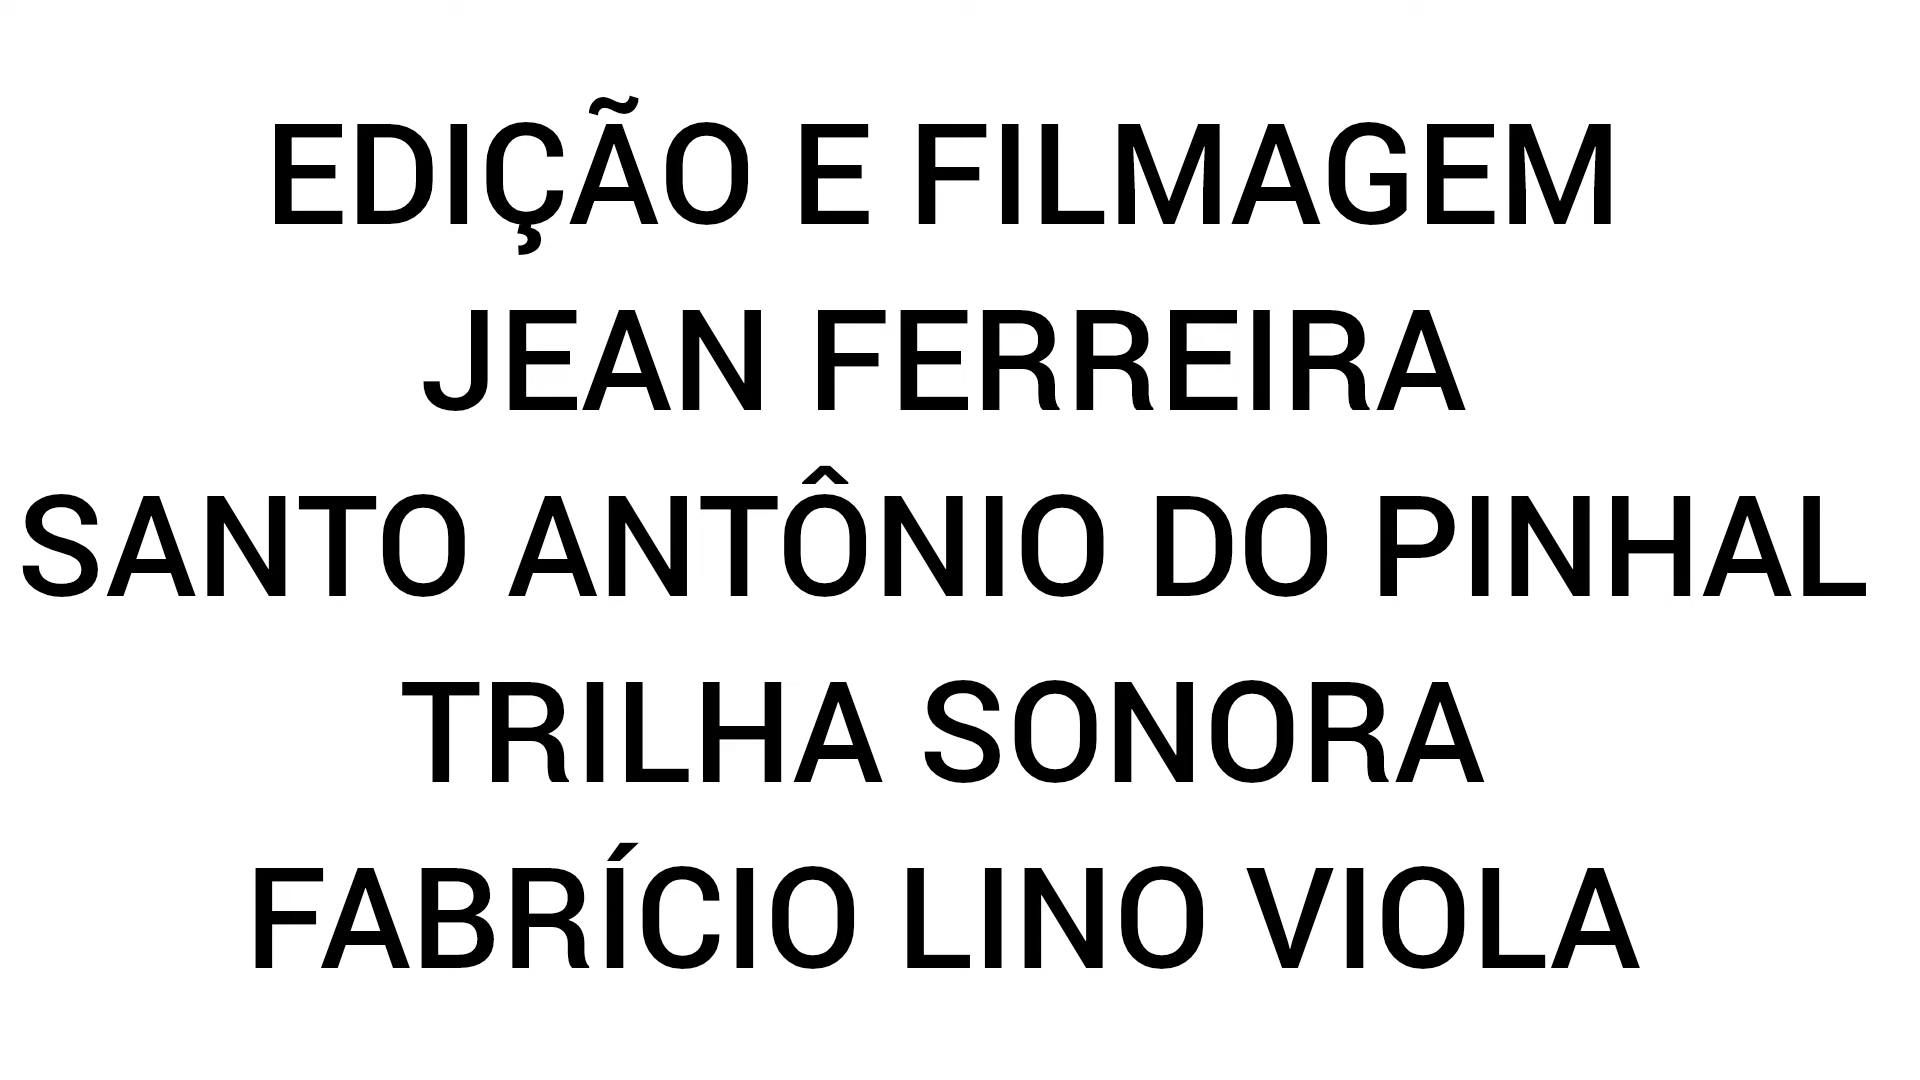 EDIÇÃO E FILMAGEM
JEAN FERREIRA
SANTO ANTÔNIO DO PINHAL
TRILHA SONORA
FABRÍCIO LINO VIOLA